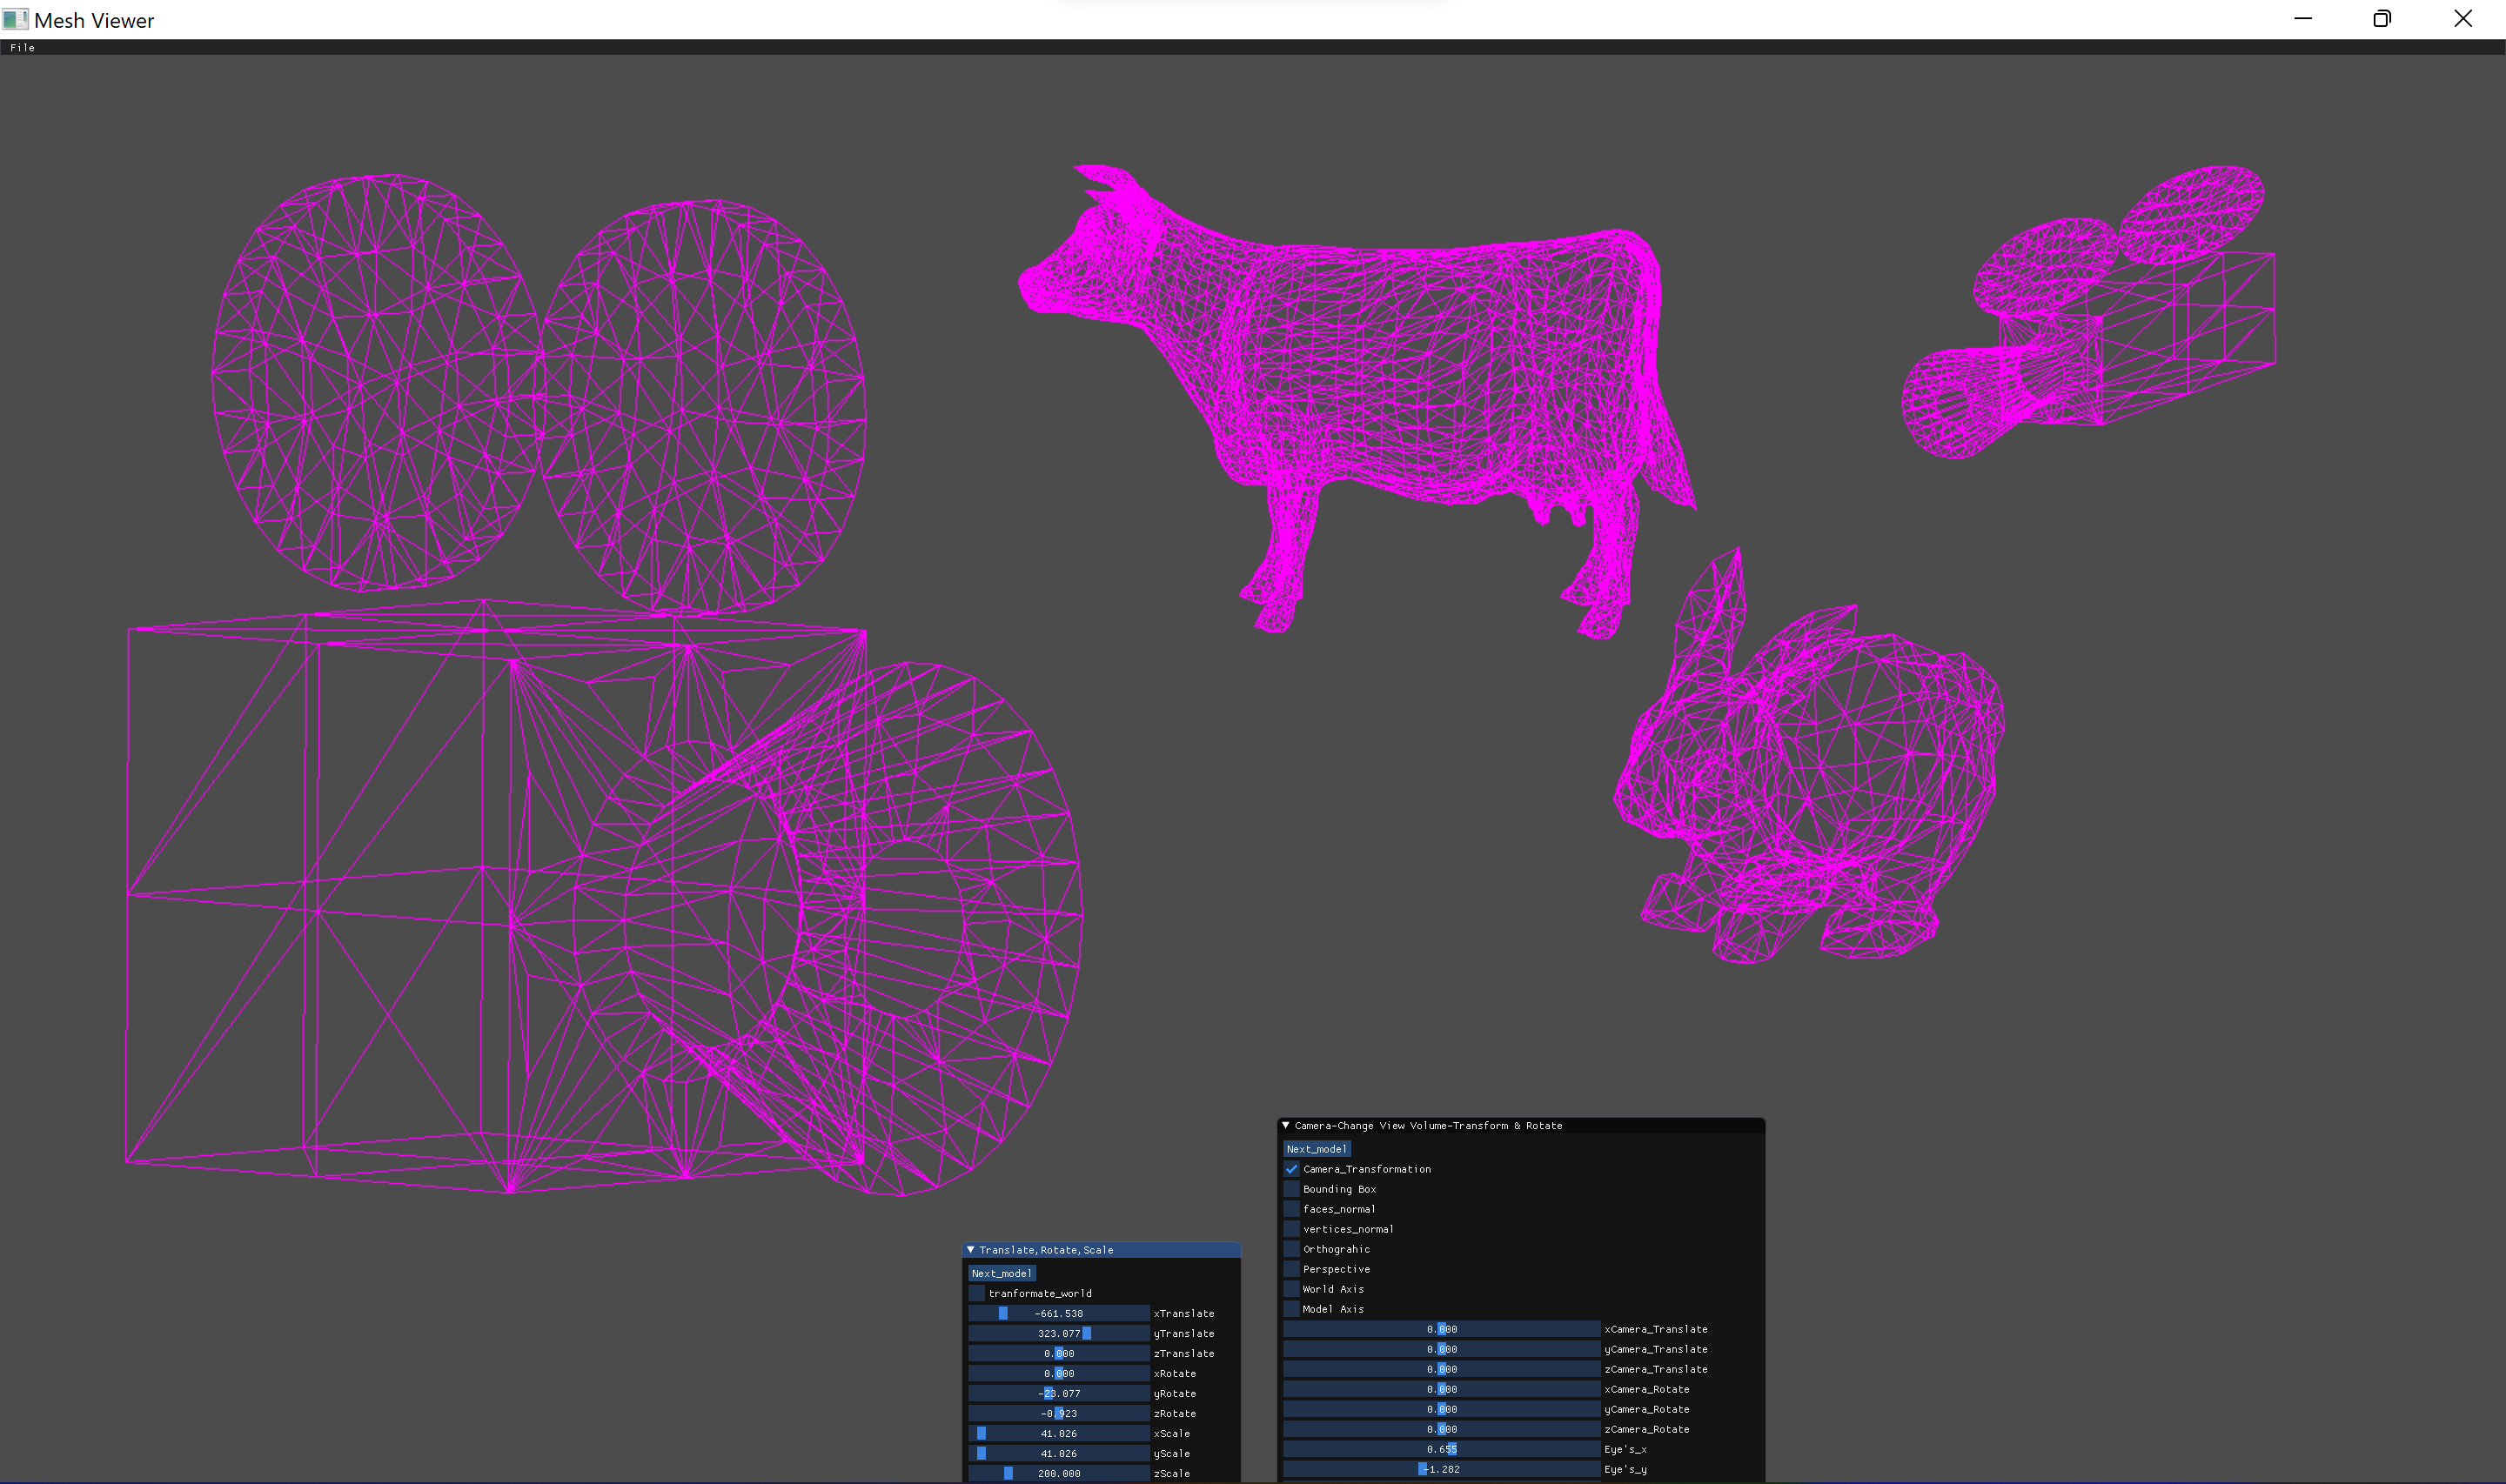 Mesh Viewer
File
Camera-Change View Volume-Transform & Rotate
Next_model
Camera_Transformation
Bounding Box
faces_normal
vertices_normal
Orthograhic
Perspective
World Axis
Model Axis
0.000 xCamera_Translate
0.000 yCamera_Translate
0.000 zCamera_Translate
0.000 xCamera_Rotate
0.000 yCamera_Rotate
0.000 zCamera_Rotate
0.655 Eye's_x
-1.282 Eye's_y
Translate,Rotate,Scale
Next_model
tranformate_world
-661.538 xTranslate
323.077 yTranslate
0.000 zTranslate
0.000 xRotate
-23.077 yRotate
-0.923 zRotate
41.026 xScale
41.026 yScale
200.000 zScale